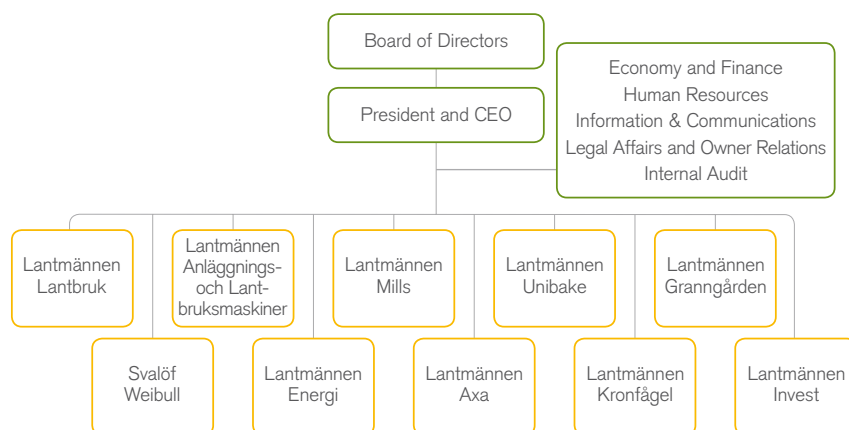 Board of Directors
President and CEO
Economy and Finance
Human Resources
Information & Communications
Legal Affairs and Owner Relations
Internal Audit
Lantmännen
Lantbruk
Lantmännen
Anläggnings-
och Lant-
bruksmaskiner
Lantmännen
Mills
Lantmännen
Unibake
Lantmännen
Granngården
Svalöf
Weibull
Lantmännen
Energi
Lantmännen
Axa
Lantmännen
Kronfågel
Lantmännen
Invest